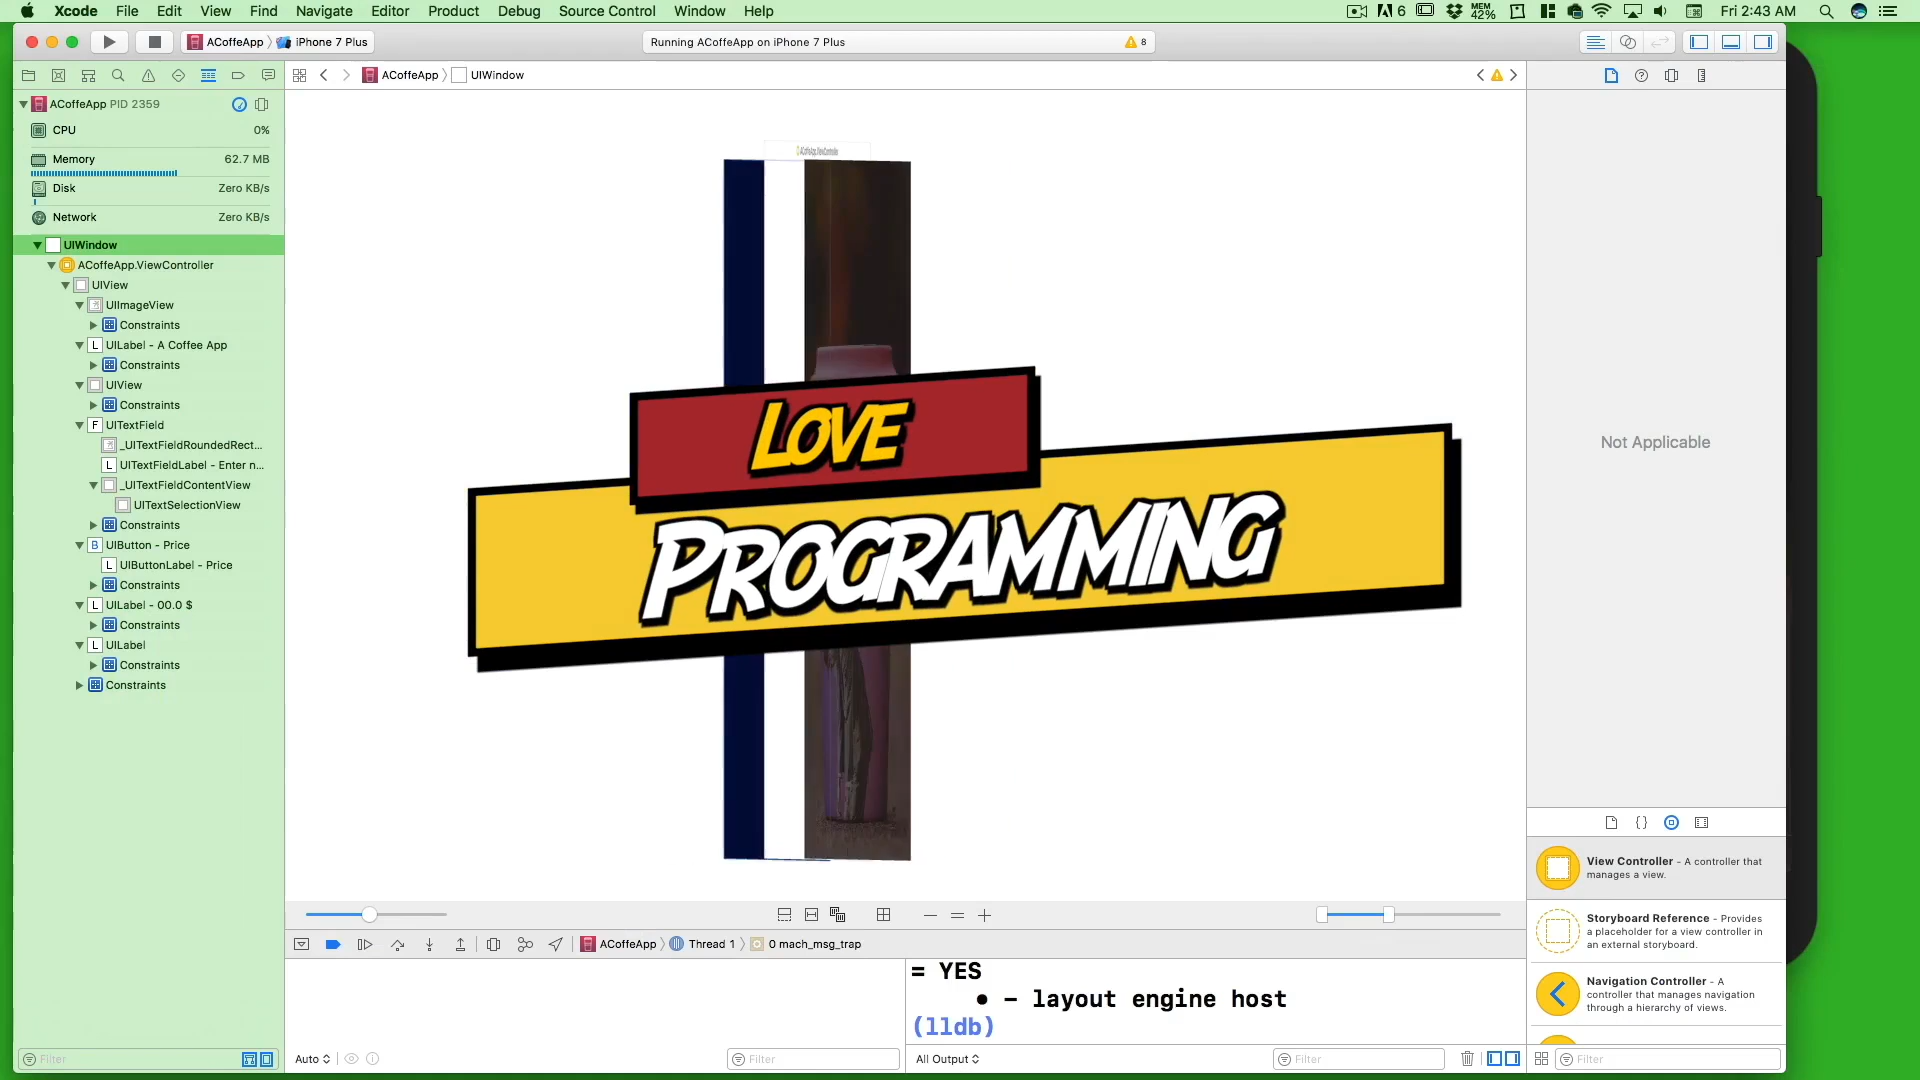 Xcode File Edit View Find Navigate Editor Product Debug Source Control Window Help
6 MEM 42% Fri 2:43 AM
ACoffeApp 〉 iPhone 7 Plus
Running ACoffeApp on iPhone 7 Plus
8
ACoffeApp 〉 UIWindow
ACoffeApp PID 2359
CPU 0%
Memory 62.7 MB
Disk Zero KB/s
Network Zero KB/s
UIWindow
ACoffeApp.ViewController
UIView
UIImageView
Constraints
L UILabel - A Coffee App
Constraints
UIView
Constraints
F UITextField
_UITextFieldRoundedRect...
L UITextFieldLabel - Enter n...
_UITextFieldContentView
UITextSelectionView
Constraints
B UIButton - Price
L UIButtonLabel - Price
Constraints
L UILabel - 00.0 $
Constraints
L UILabel
Constraints
Constraints
Filter
ACoffeApp.ViewController
LOVE
PROGRAMMING
ACoffeApp 〉 Thread 1 〉 0 mach_msg_trap
= YES
• - layout engine host
(lldb)
Auto
Filter
All Output
Filter
Not Applicable
View Controller - A controller that
manages a view.
Storyboard Reference - Provides
a placeholder for a view controller in
an external storyboard.
Navigation Controller - A
controller that manages navigation
through a hierarchy of views.
Filter